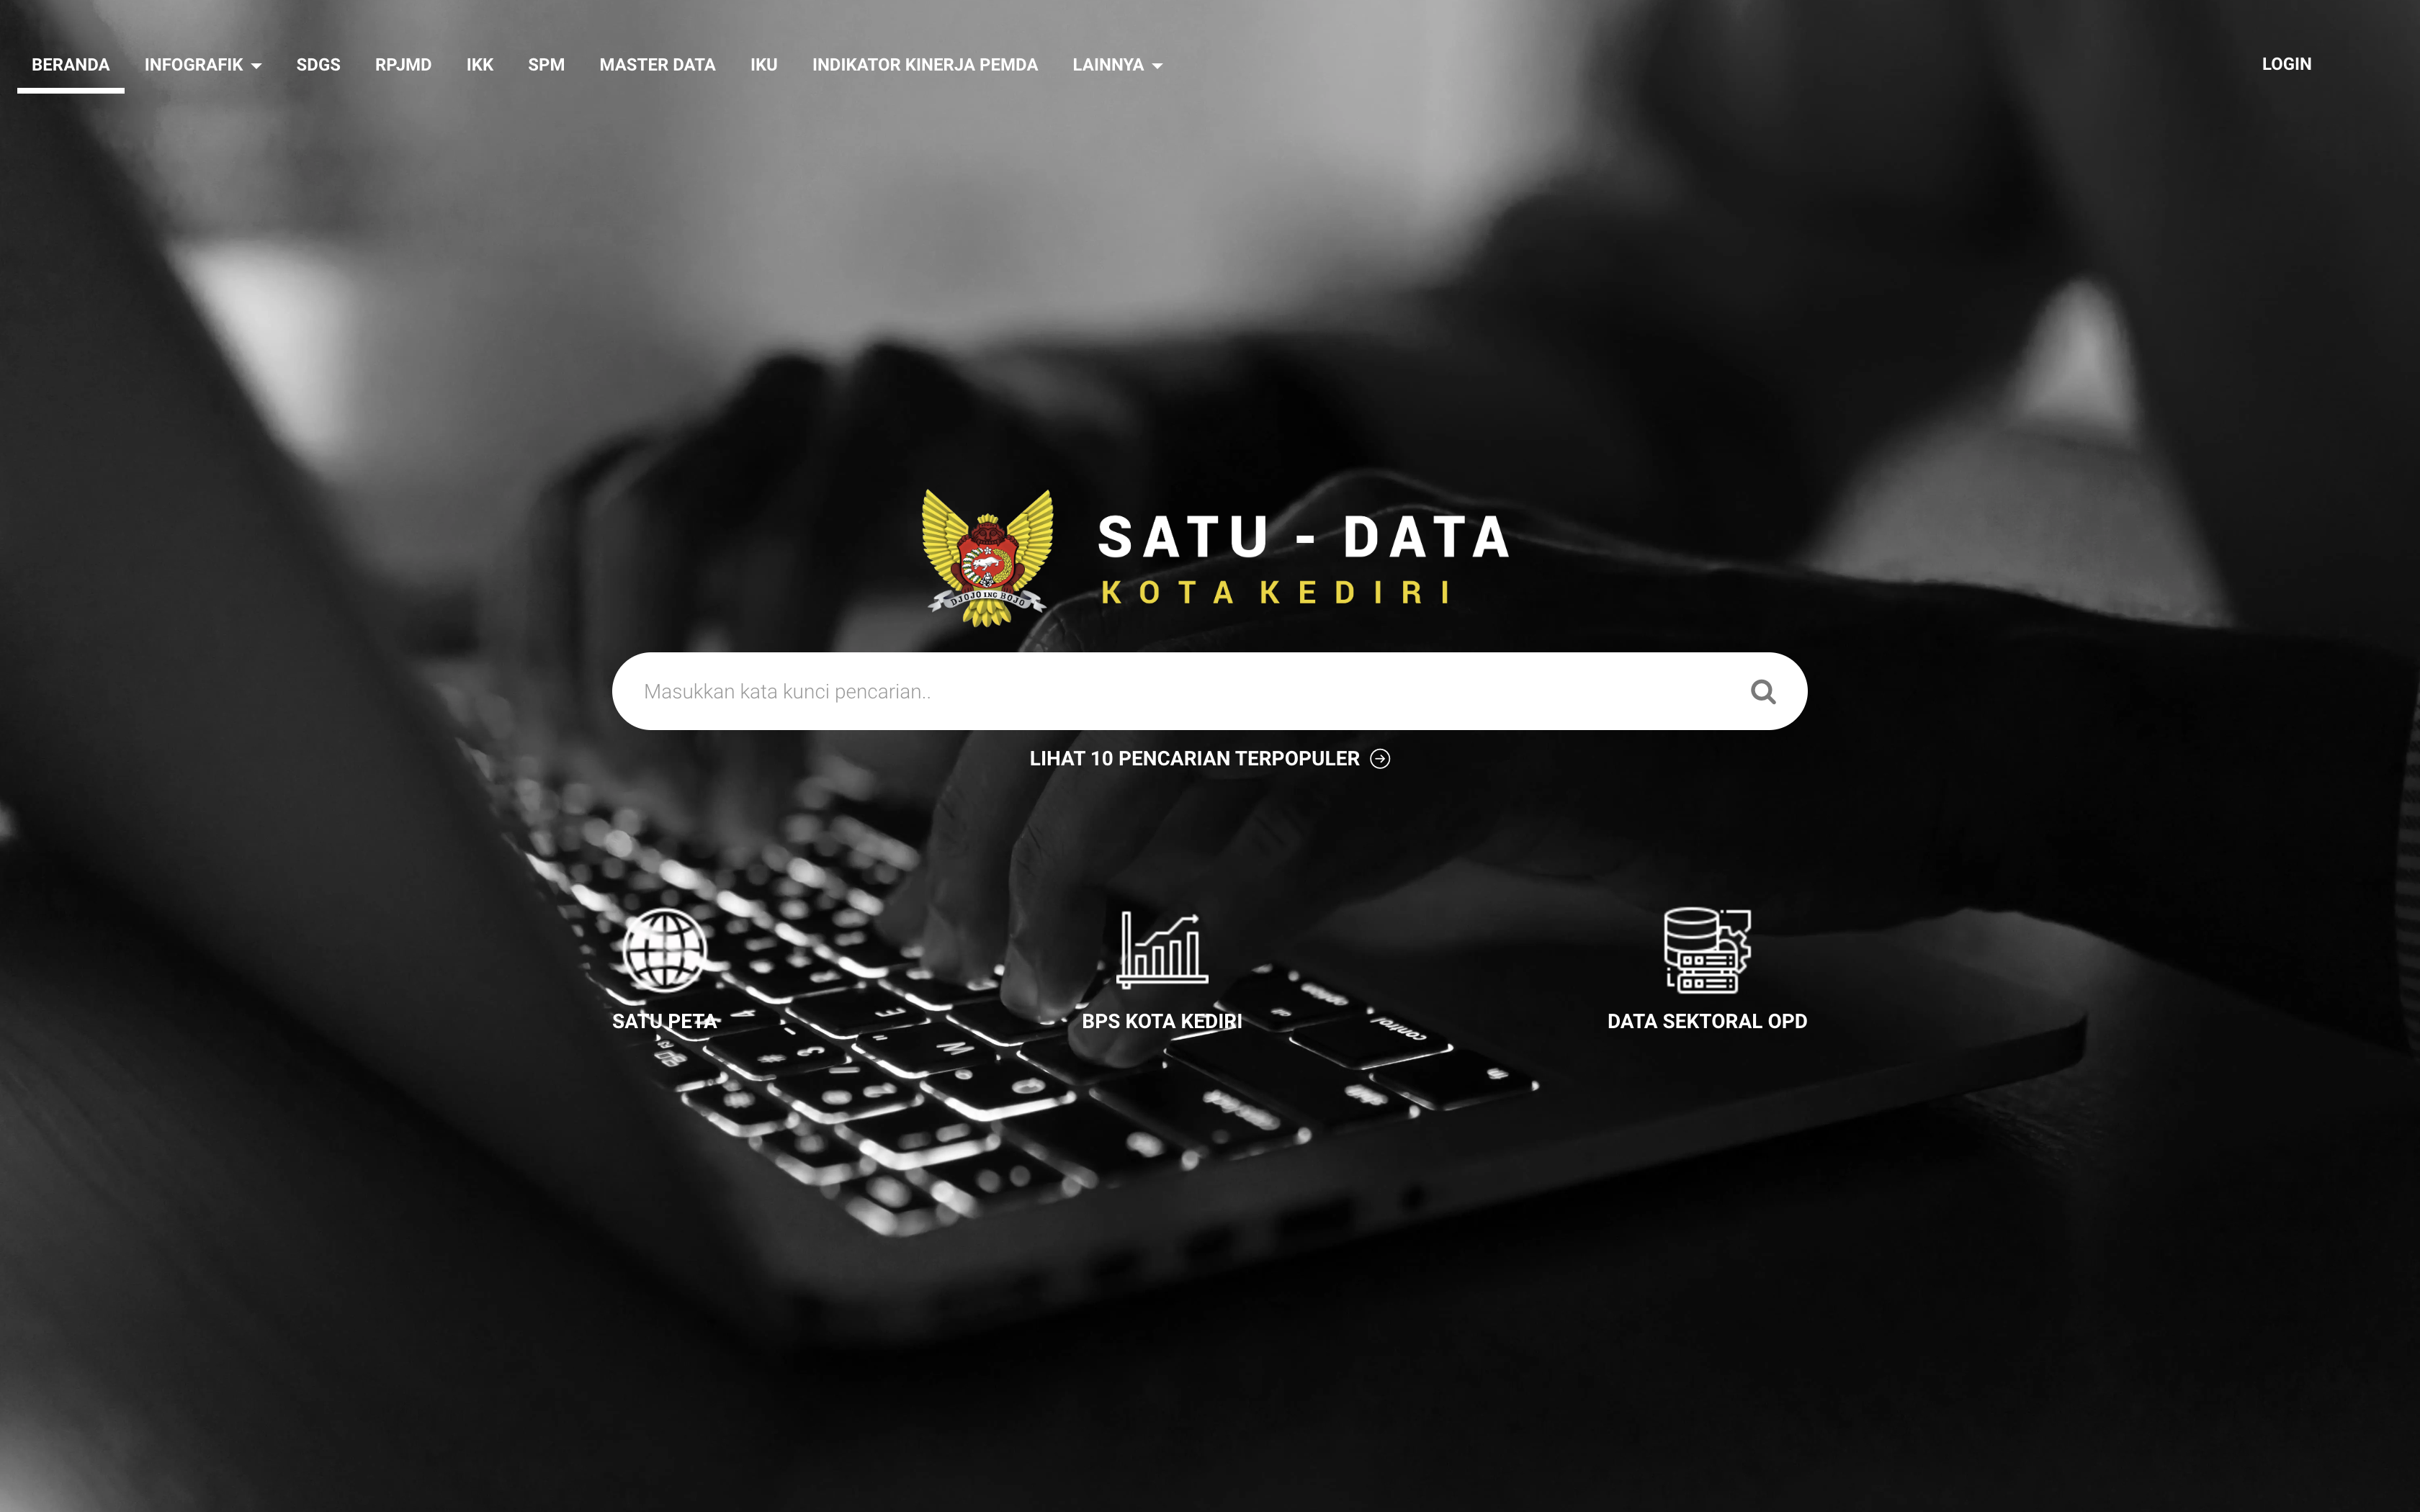 BERANDA INFOGRAFIK SDGS RPJMD IKK SPM MASTER DATA IKU INDIKATOR KINERJA PEMDA LAINNYA LOGIN
SATU - DATA
KOTA KEDIRI
DJOJO ING BOJO
Masukkan kata kunci pencarian..
LIHAT 10 PENCARIAN TERPOPULER
SATU PETA
BPS KOTA KEDIRI
DATA SEKTORAL OPD
control